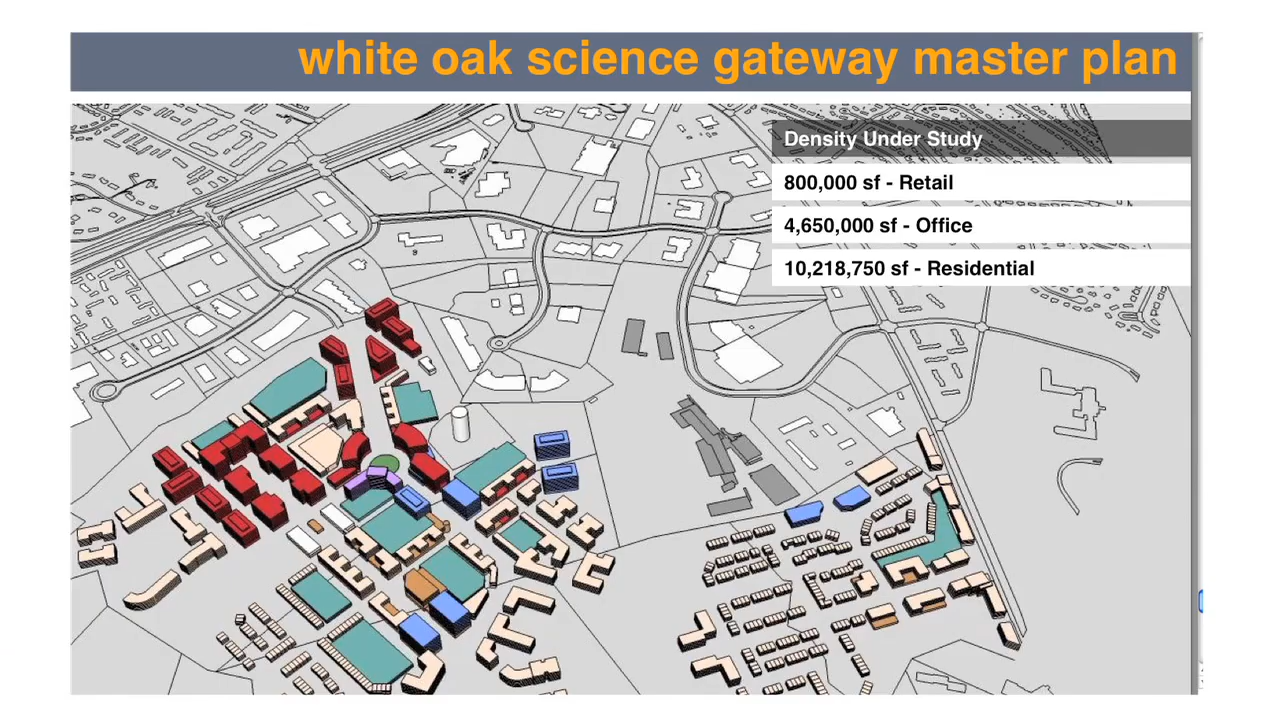 white oak science gateway master plan
Density Under Study
800,000 sf - Retail
4,650,000 sf - Office
10,218,750 sf - Residential